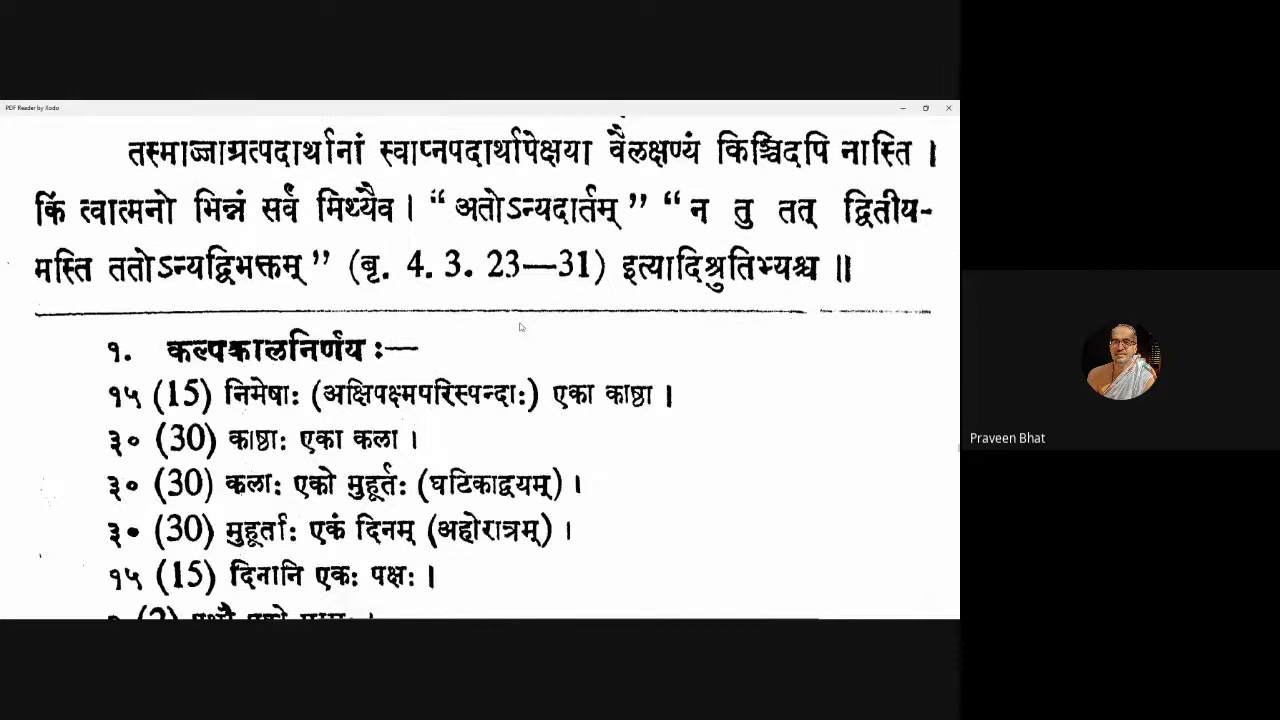 PDF Reader by Xodo
तस्माज्जाग्रत्पदार्थानां स्वाप्नपदार्थापेक्षया वैलक्षण्यं किञ्चिदपि नास्ति ।
किं त्वात्मनो भिन्नं सर्वं मिथ्यैव । “अतोऽन्यदार्तम्” “न तु तत् द्वितीय-
मस्ति ततोऽन्यद्विभक्तम्” (बृ. 4. 3. 23—31) इत्यादिश्रुतिभ्यश्च ॥
१. कल्पकालनिर्णयः—
१५ (15) निमेषाः (अक्षिपक्ष्मपरिस्पन्दाः) एका काष्ठा ।
३० (30) काष्ठाः एका कला ।
३० (30) कलाः एको मुहूर्तः (घटिकाद्वयम्) ।
३० (30) मुहूर्ताः एकं दिनम् (अहोरात्रम्) ।
१५ (15) दिनानि एकः पक्षः ।
Praveen Bhat